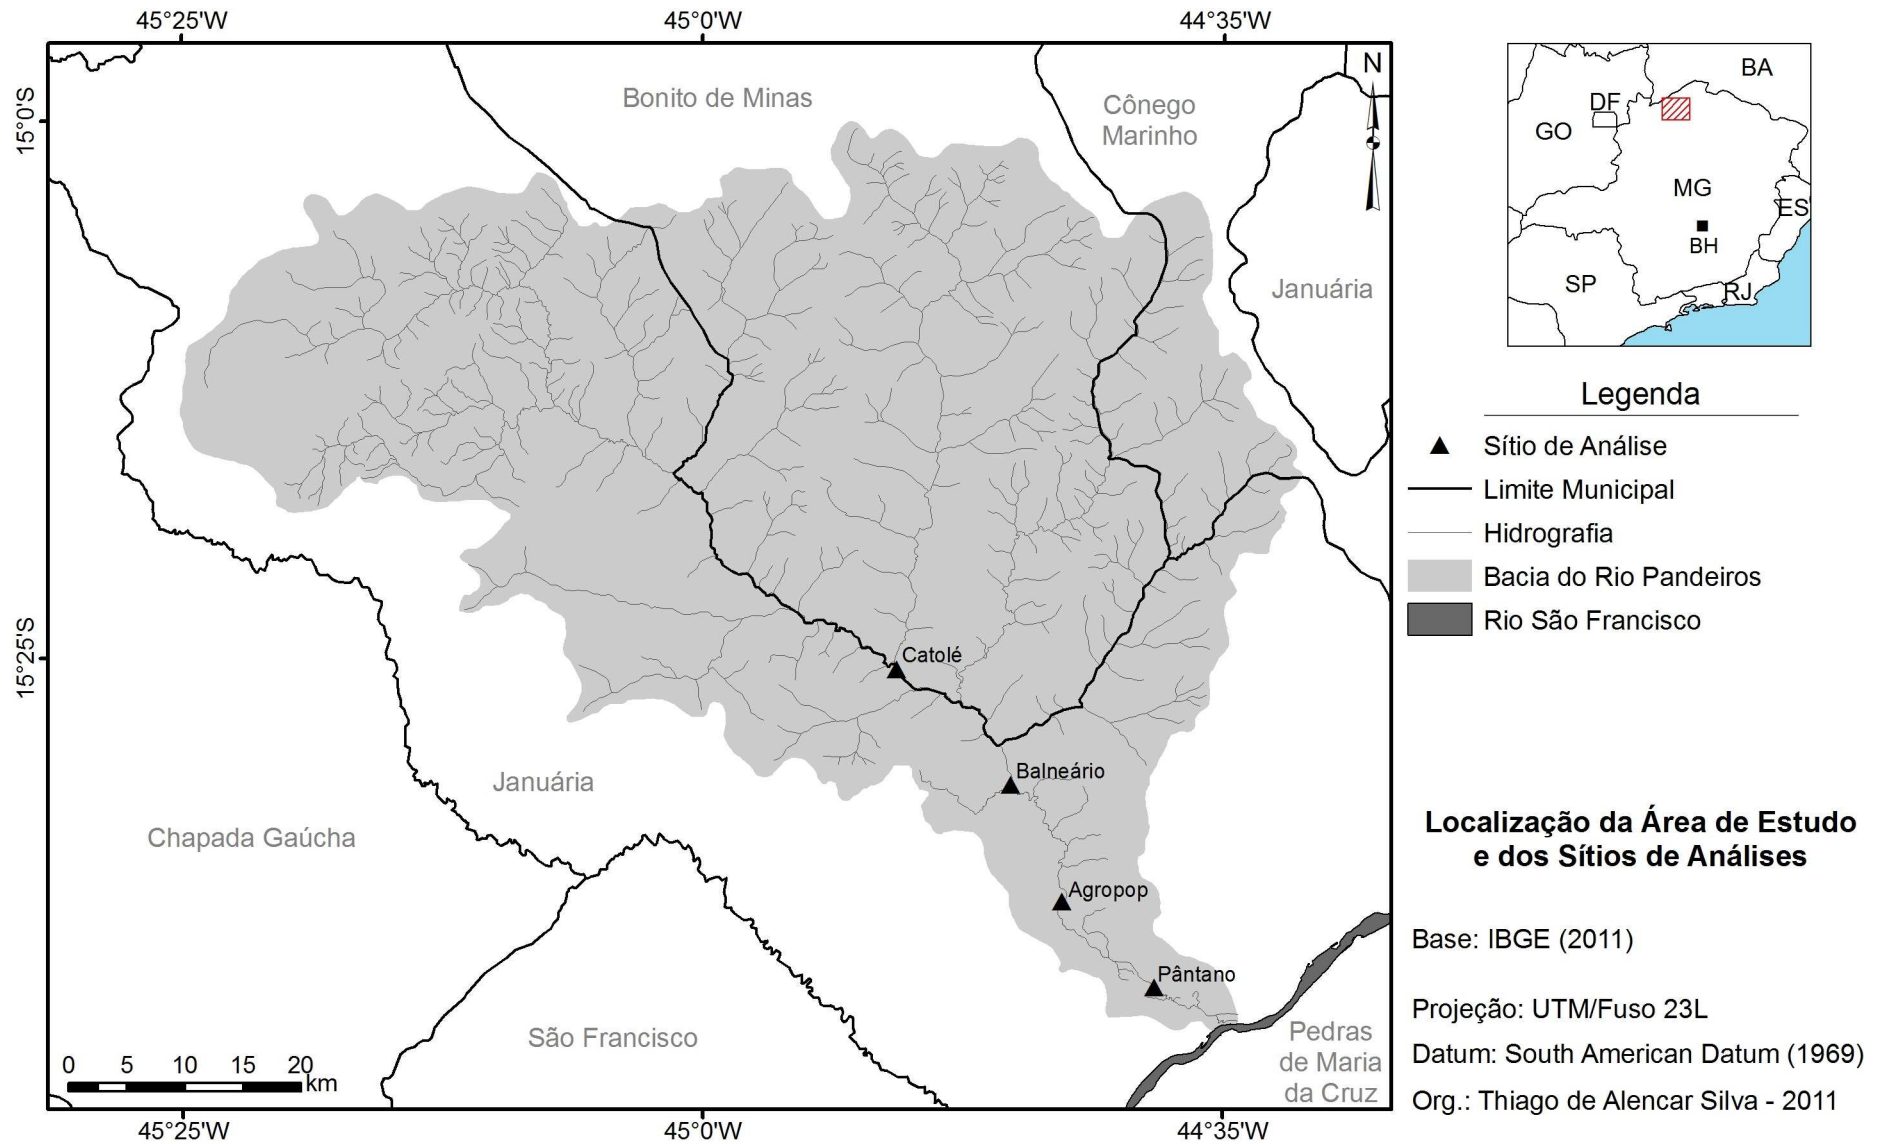 45°25'W
45°0'W
44°35'W
15°0'S
15°25'S
Bonito de Minas
Cônego
Marinho
N
Januária
Catolé
Balneário
Januária
Chapada Gaúcha
Agropop
Pântano
São Francisco
Pedras
de Maria
da Cruz
0 5 10 15 20
km
45°25'W
45°0'W
44°35'W
BA
DF
GO
MG
ES
BH
SP
RJ
Legenda
Sítio de Análise
Limite Municipal
Hidrografia
Bacia do Rio Pandeiros
Rio São Francisco
Localização da Área de Estudo
e dos Sítios de Análises
Base: IBGE (2011)
Projeção: UTM/Fuso 23L
Datum: South American Datum (1969)
Org.: Thiago de Alencar Silva - 2011